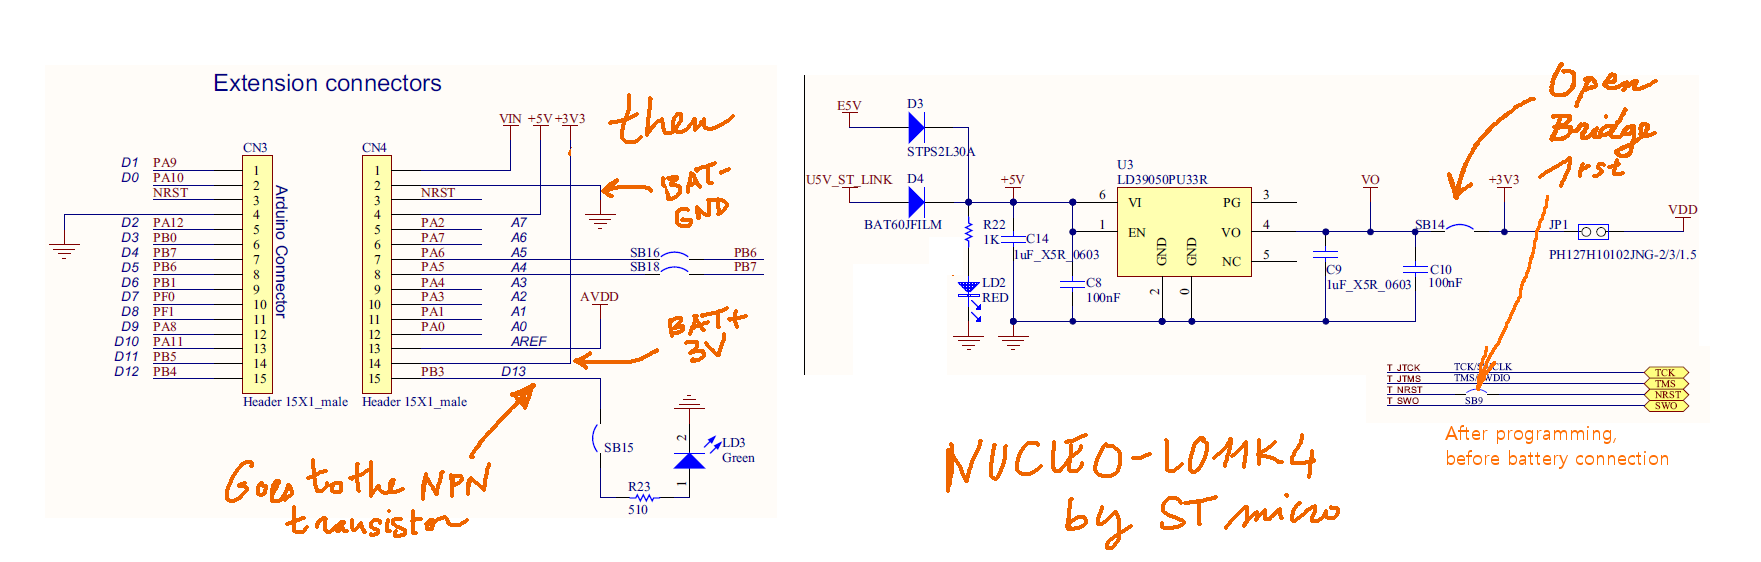 Extension connectors
then
VIN +5V +3V3
CN3
CN4
D1 PA9 1
D0 PA10 2
NRST 3
4
D2 PA12 5
D3 PB0 6
D4 PB7 7
D5 PB6 8
D6 PB1 9
D7 PF0 10
D8 PF1 11
D9 PA8 12
D10 PA11 13
D11 PB5 14
D12 PB4 15
Arduino Connector
Header 15X1_male
1
2
3 NRST
4
5 PA2 A7
6 PA7 A6
7 PA6 A5 SB16 PB6
8 PA5 A4 SB18 PB7
9 PA4 A3
10 PA3 A2
11 PA1 A1
12 PA0 A0
13 AREF
14
15 PB3 D13
Header 15X1_male
AVDD
BAT-
GND
BAT+
3V
SB15
R23
510
2
1
LD3
Green
Goes to the NPN
transistor
E5V
D3
STPS2L30A
U5V_ST_LINK
D4
BAT60JFILM
+5V
R22
1K
LD2
RED
C14
1uF_X5R_0603
C8
100nF
U3
LD39050PU33R
6 VI PG 3
1 EN VO 4
GND GND NC 5
2 0
VO
C9
1uF_X5R_0603
SB14
C10
100nF
+3V3
JP1
VDD
PH127H10102JNG-2/3/1.5
Open
Bridge
1rst
T_JTCK TCK
T_JTMS TMS
T_NRST NRST
T_SWO SB9 SWO
After programming,
before battery connection
NUCLEO-L011K4
by ST micro